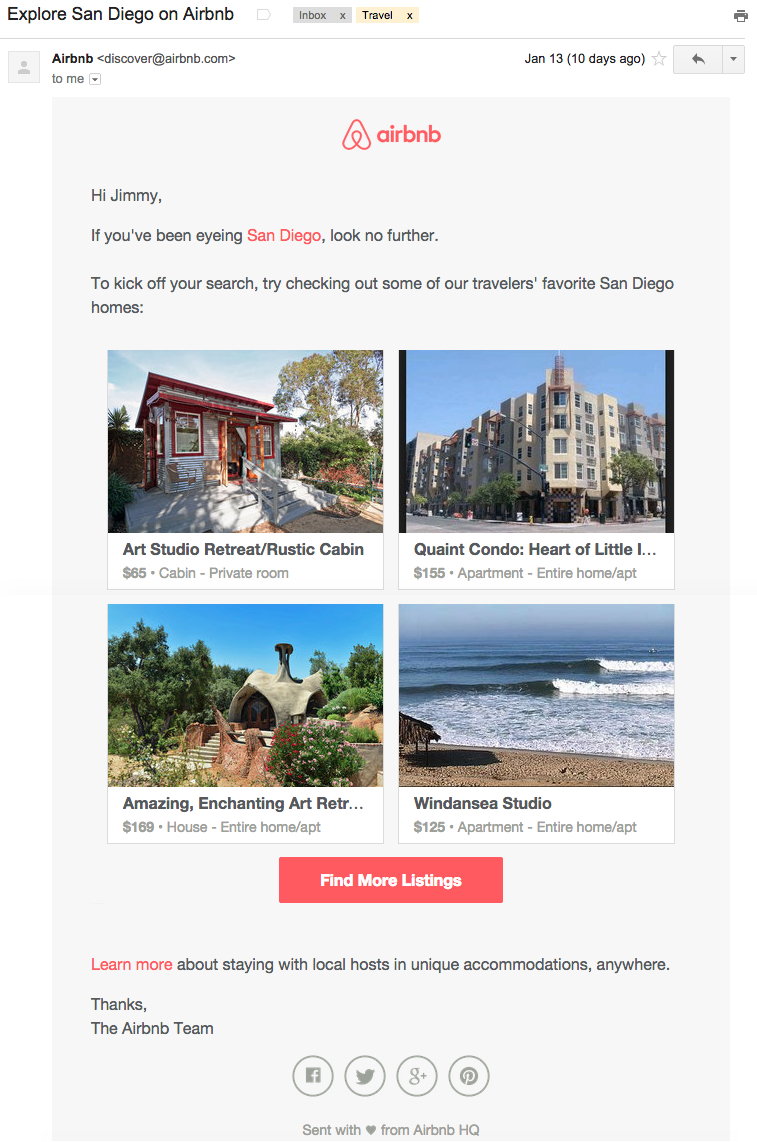 Explore San Diego on Airbnb
Inbox x
Travel x
Airbnb <discover@airbnb.com>
Jan 13 (10 days ago)
to me
airbnb
Hi Jimmy,
If you've been eyeing San Diego, look no further.
To kick off your search, try checking out some of our travelers' favorite San Diego
homes:
Art Studio Retreat/Rustic Cabin
$65 • Cabin - Private room
Quaint Condo: Heart of Little I...
$155 • Apartment - Entire home/apt
Amazing, Enchanting Art Retr...
$169 • House - Entire home/apt
Windansea Studio
$125 • Apartment - Entire home/apt
Find More Listings
Learn more about staying with local hosts in unique accommodations, anywhere.
Thanks,
The Airbnb Team
g+
Sent with ♥ from Airbnb HQ